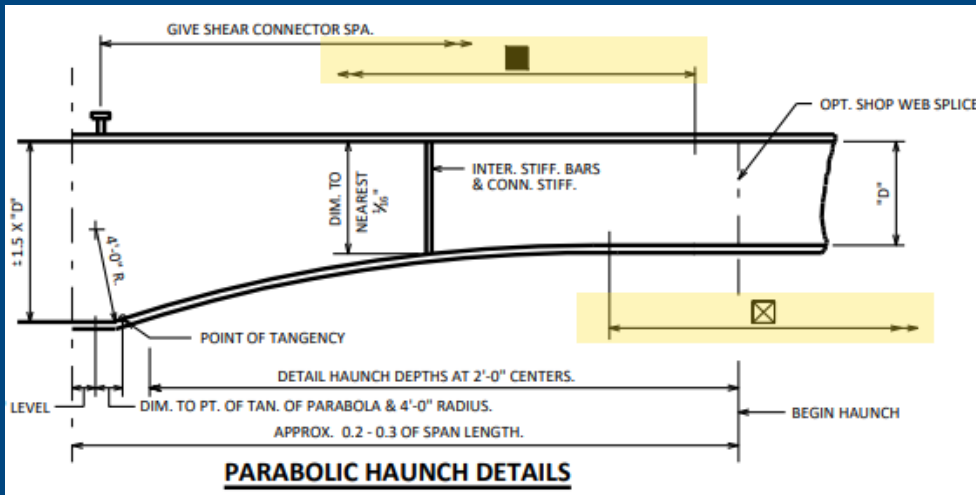 GIVE SHEAR CONNECTOR SPA.
OPT. SHOP WEB SPLICE
INTER. STIFF. BARS
& CONN. STIFF.
DIM. TO
NEAREST
1/16"
"D"
±1.5 X "D"
4'-0" R.
POINT OF TANGENCY
DETAIL HAUNCH DEPTHS AT 2'-0" CENTERS.
LEVEL
DIM. TO PT. OF TAN. OF PARABOLA & 4'-0" RADIUS.
BEGIN HAUNCH
APPROX. 0.2 - 0.3 OF SPAN LENGTH.
PARABOLIC HAUNCH DETAILS